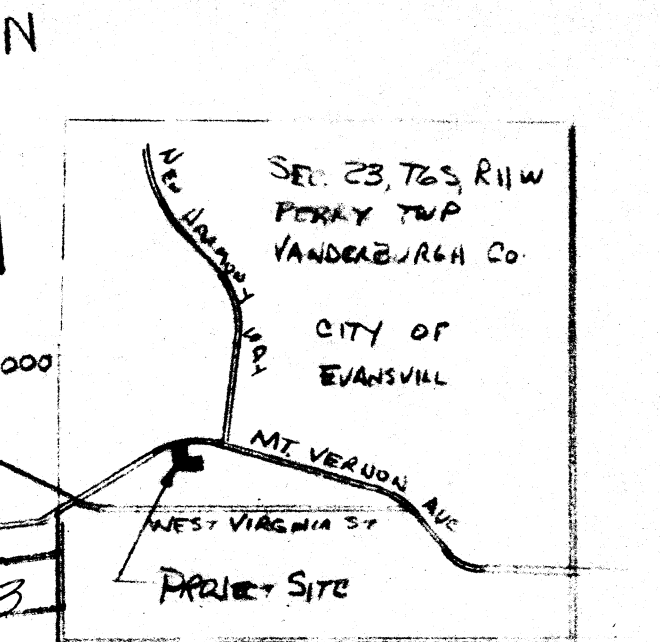 N
SEC. 23, T6S, R11W
PERRY TWP
VANDERBURGH CO.
NEW HARMONY WAY
CITY OF
EVANSVILL
000
MT. VERNON AVE
WEST VIRGINIA ST
PROJECT SITE
3